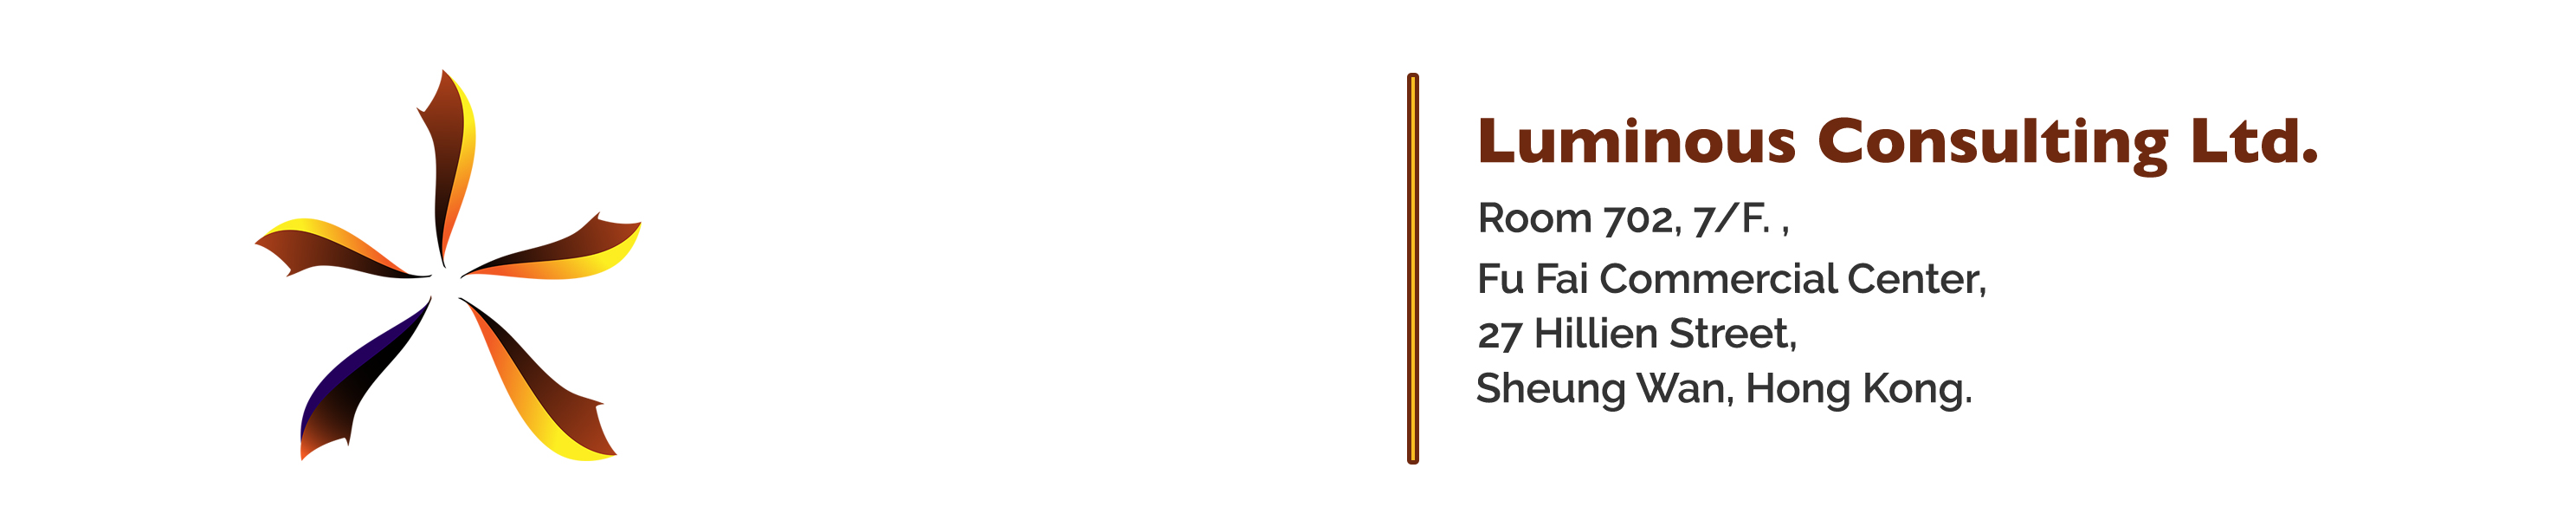 Luminous Consulting Ltd.
Room 702, 7/F. ,
Fu Fai Commercial Center,
27 Hillien Street,
Sheung Wan, Hong Kong.